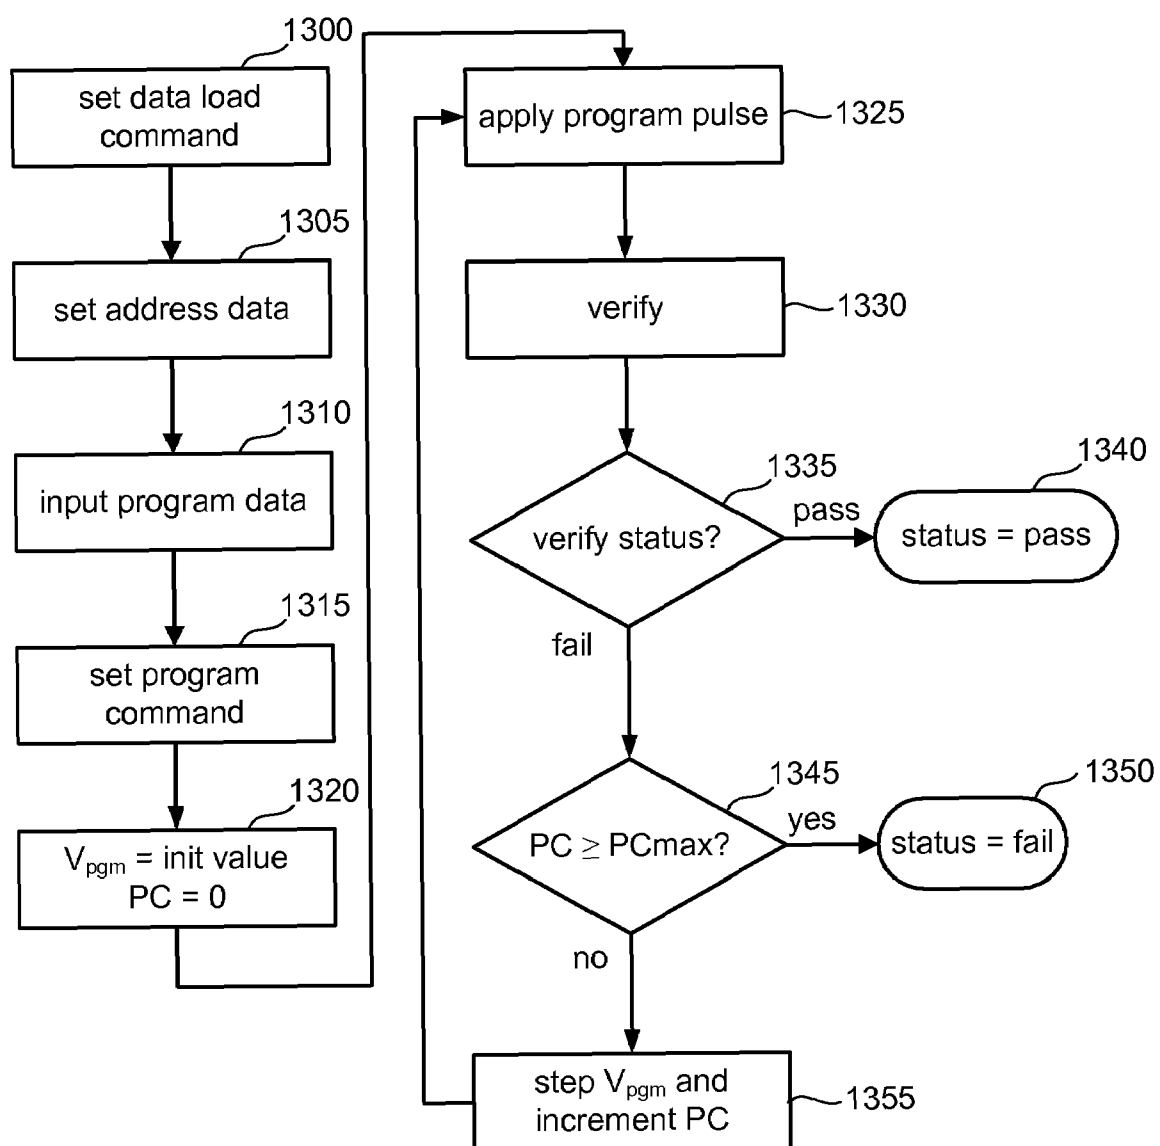 1300
set data load
command
1305
set address data
1310
input program data
1315
set program
command
1320
Vpgm = init value
PC = 0
apply program pulse
1325
verify
1330
1335
verify status?
pass
1340
status = pass
fail
1345
PC ≥ PCmax?
yes
1350
status = fail
no
step Vpgm and
increment PC
1355